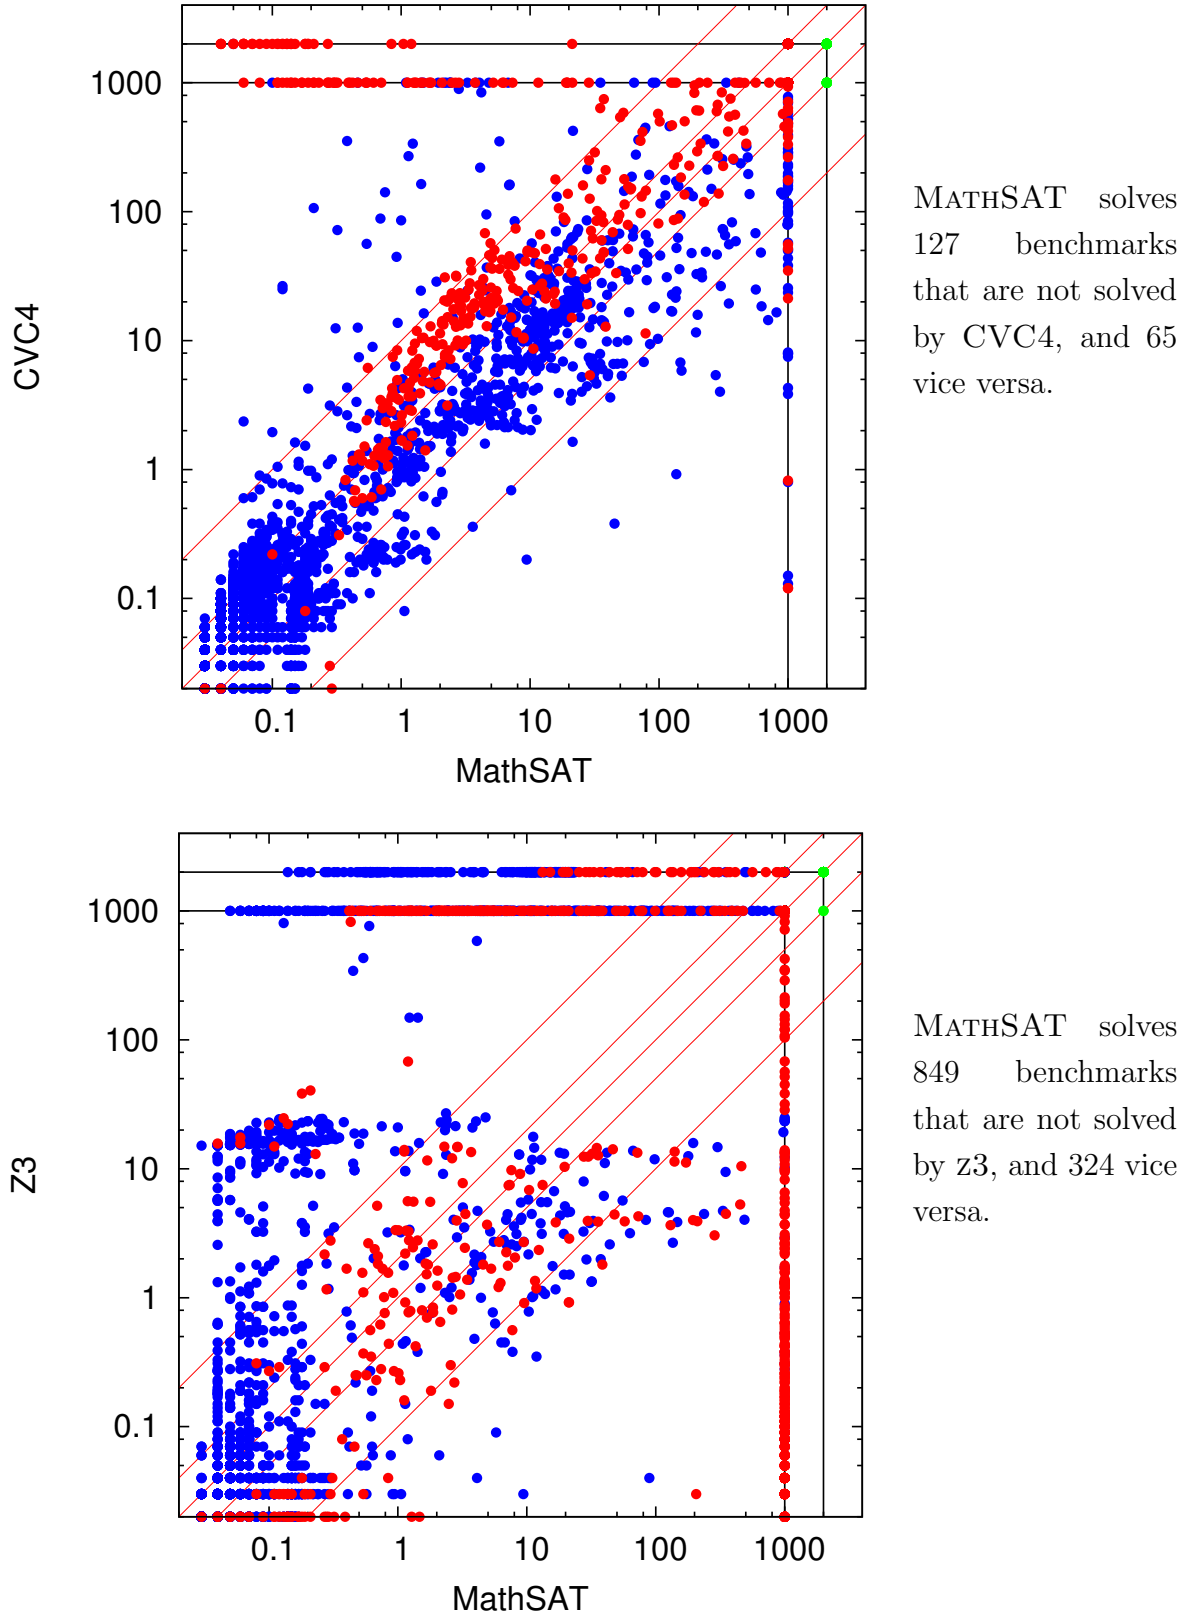 1000
100
10
1
0.1
CVC4
0.1 1 10 100 1000
MathSAT
MATHSAT solves
127 benchmarks
that are not solved
by CVC4, and 65
vice versa.
1000
100
10
1
0.1
Z3
0.1 1 10 100 1000
MathSAT
MATHSAT solves
849 benchmarks
that are not solved
by Z3, and 324 vice
versa.